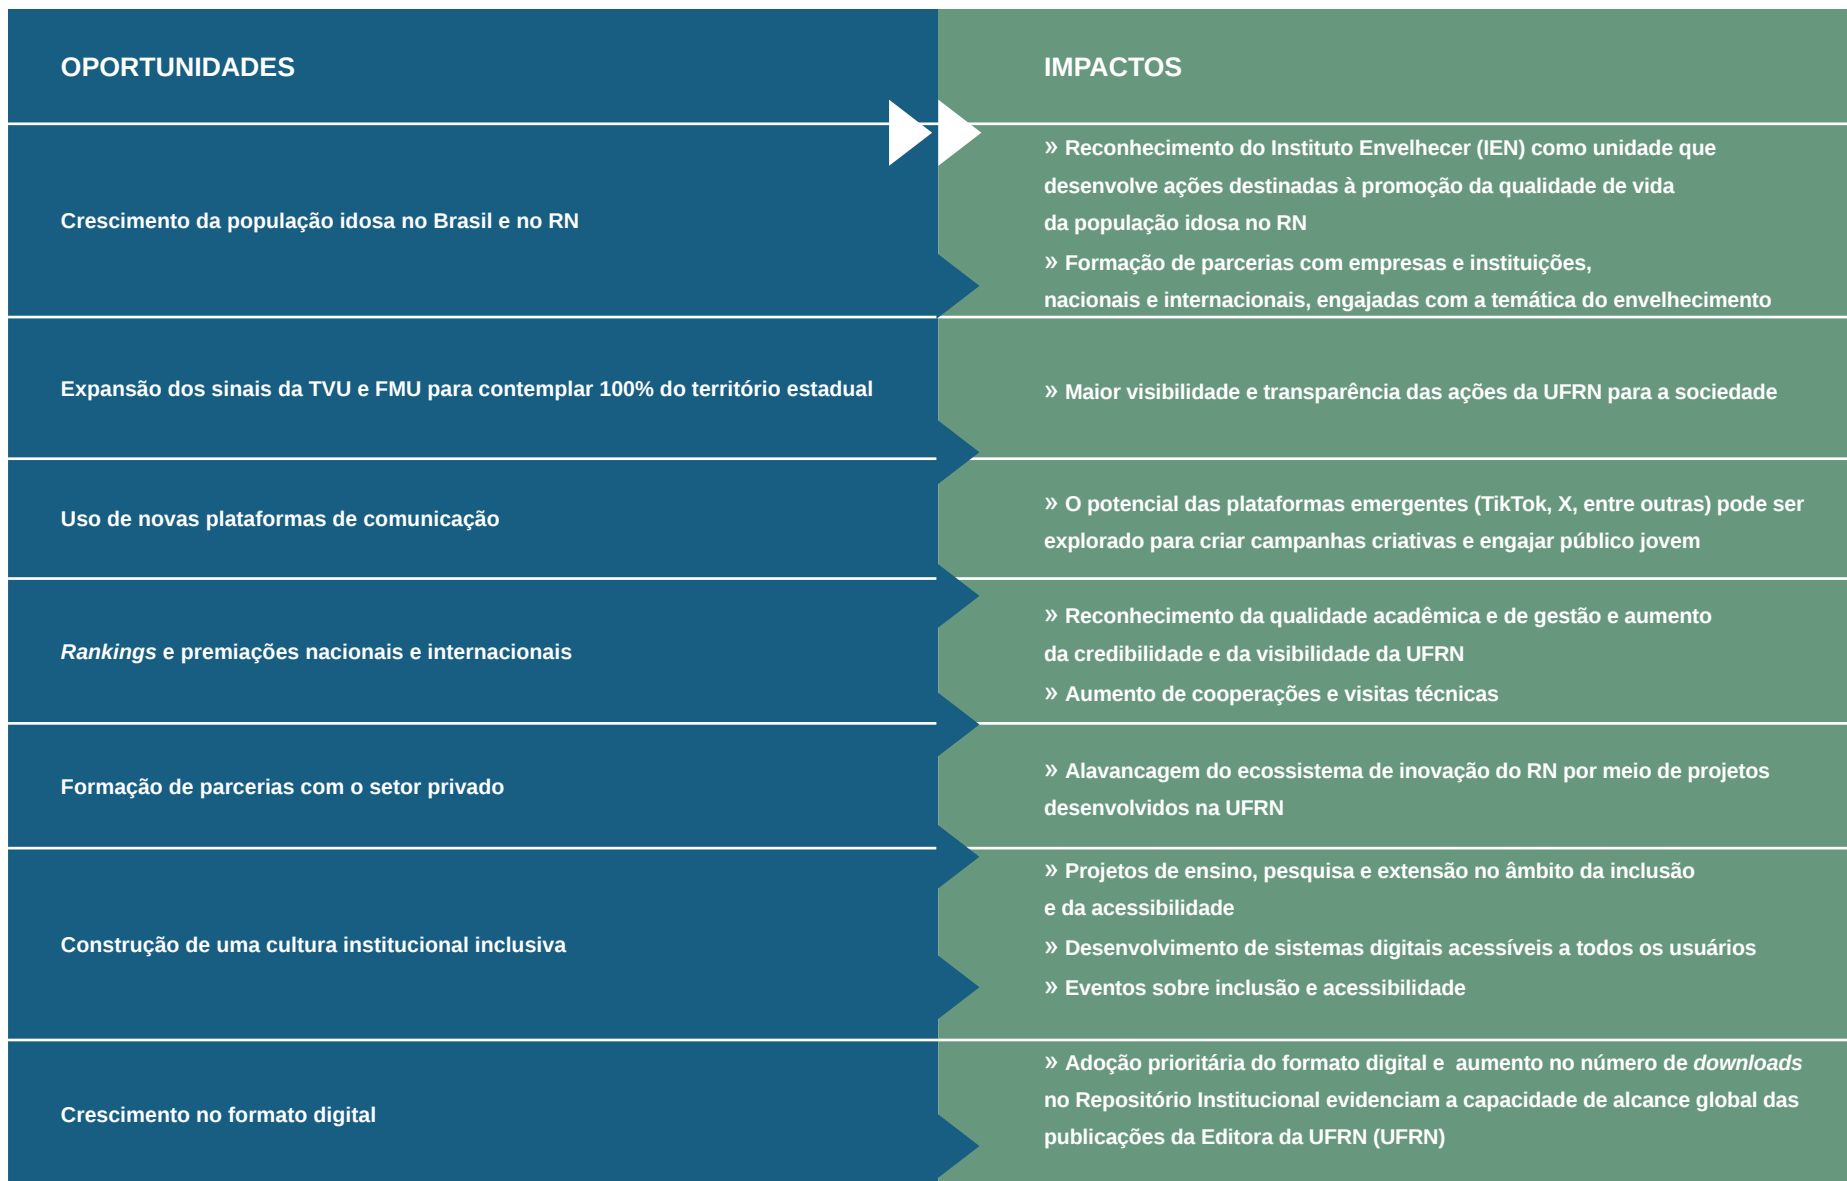 OPORTUNIDADES
IMPACTOS
Crescimento da população idosa no Brasil e no RN
» Reconhecimento do Instituto Envelhecer (IEN) como unidade que
desenvolve ações destinadas à promoção da qualidade de vida
da população idosa no RN
» Formação de parcerias com empresas e instituições,
nacionais e internacionais, engajadas com a temática do envelhecimento
Expansão dos sinais da TVU e FMU para contemplar 100% do território estadual
» Maior visibilidade e transparência das ações da UFRN para a sociedade
Uso de novas plataformas de comunicação
» O potencial das plataformas emergentes (TikTok, X, entre outras) pode ser
explorado para criar campanhas criativas e engajar público jovem
Rankings e premiações nacionais e internacionais
» Reconhecimento da qualidade acadêmica e de gestão e aumento
da credibilidade e da visibilidade da UFRN
» Aumento de cooperações e visitas técnicas
Formação de parcerias com o setor privado
» Alavancagem do ecossistema de inovação do RN por meio de projetos
desenvolvidos na UFRN
Construção de uma cultura institucional inclusiva
» Projetos de ensino, pesquisa e extensão no âmbito da inclusão
e da acessibilidade
» Desenvolvimento de sistemas digitais acessíveis a todos os usuários
» Eventos sobre inclusão e acessibilidade
Crescimento no formato digital
» Adoção prioritária do formato digital e  aumento no número de downloads
no Repositório Institucional evidenciam a capacidade de alcance global das
publicações da Editora da UFRN (UFRN)